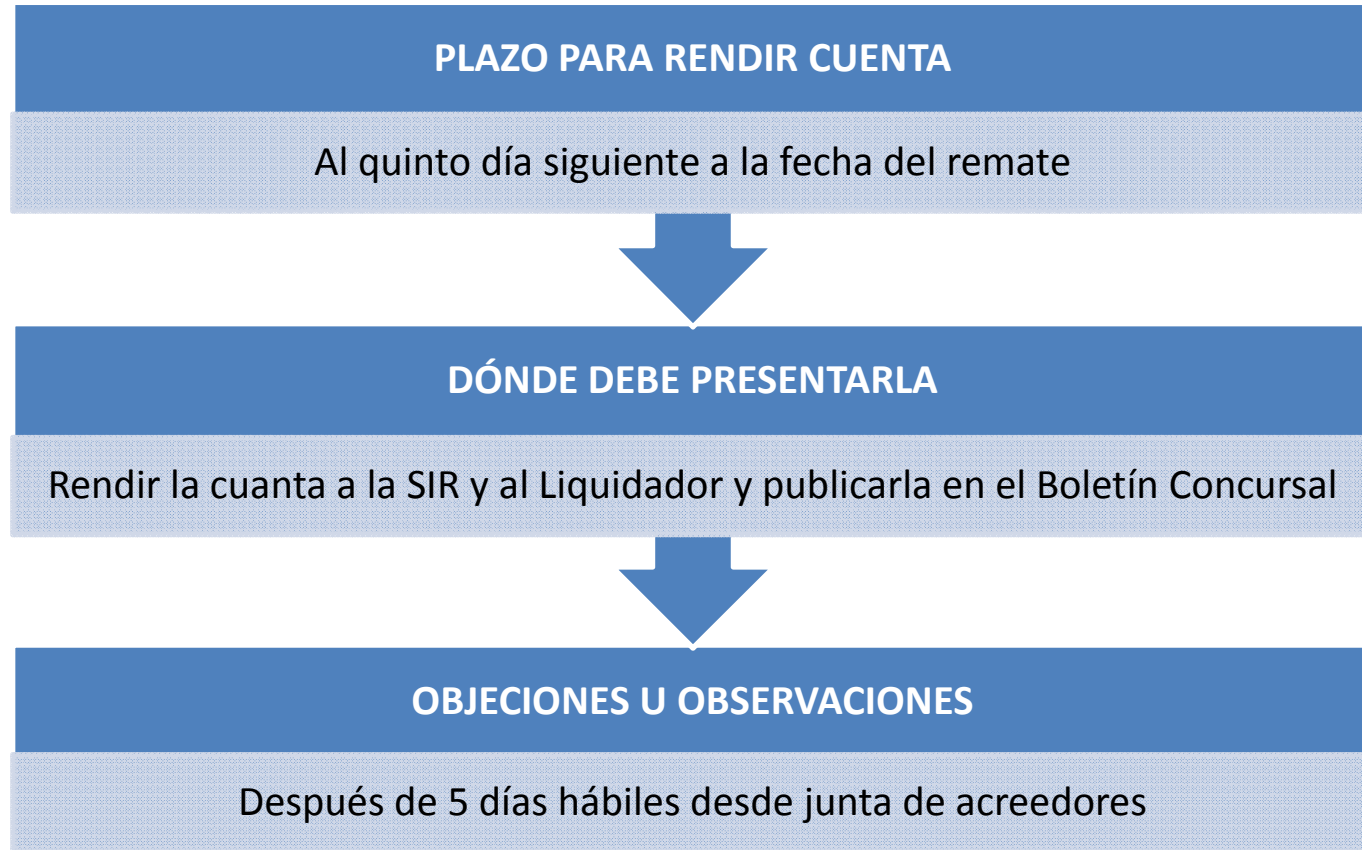 PLAZO PARA RENDIR CUENTA
Al quinto día siguiente a la fecha del remate
DÓNDE DEBE PRESENTARLA
Rendir la cuanta a la SIR y al Liquidador y publicarla en el Boletín Concursal
OBJECIONES U OBSERVACIONES
Después de 5 días hábiles desde junta de acreedores